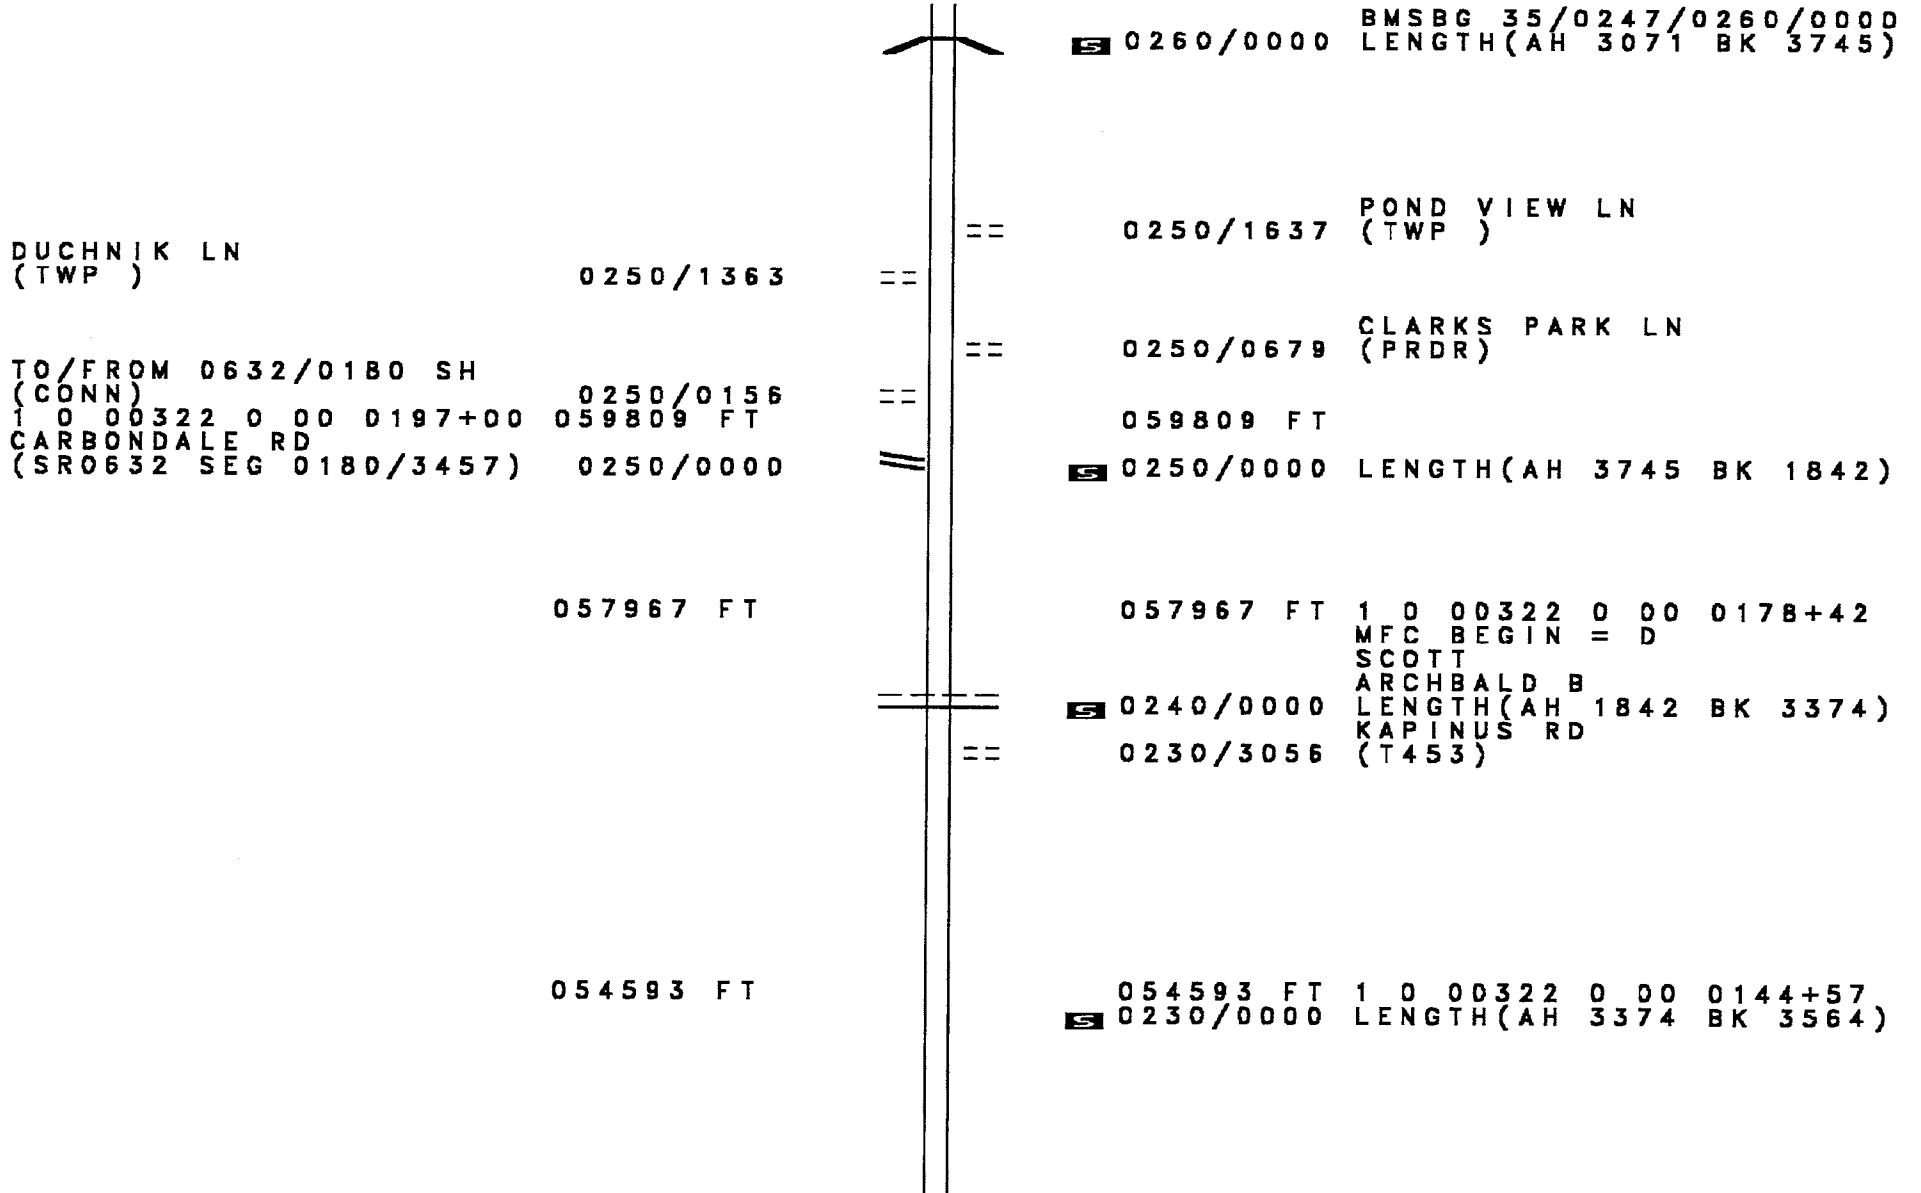 BMSBG 35/0247/0260/0000
S 0260/0000 LENGTH(AH 3071 BK 3745)
POND VIEW LN
0250/1637 (TWP )
DUCHNIK LN
(TWP ) 0250/1363
CLARKS PARK LN
0250/0679 (PRDR)
TO/FROM 0632/0180 SH
(CONN) 0250/0156
1 0 00322 0 00 0197+00 059809 FT
059809 FT
CARBONDALE RD
(SR0632 SEG 0180/3457) 0250/0000
S 0250/0000 LENGTH(AH 3745 BK 1842)
057967 FT
057967 FT 1 0 00322 0 00 0178+42
MFC BEGIN = D
SCOTT
ARCHBALD B
S 0240/0000 LENGTH(AH 1842 BK 3374)
KAPINUS RD
0230/3056 (T453)
054593 FT
054593 FT 1 0 00322 0 00 0144+57
S 0230/0000 LENGTH(AH 3374 BK 3564)